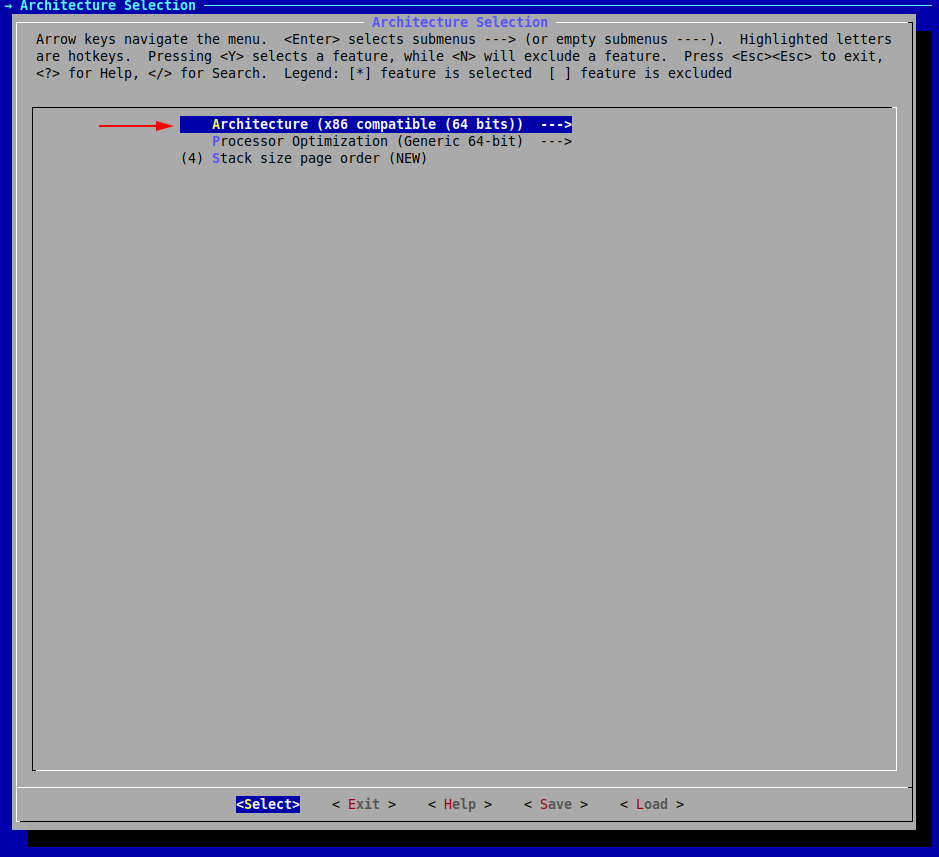 → Architecture Selection
Architecture Selection
Arrow keys navigate the menu.  <Enter> selects submenus ---> (or empty submenus ----).  Highlighted letters
are hotkeys.  Pressing <Y> selects a feature, while <N> will exclude a feature.  Press <Esc><Esc> to exit,
<?> for Help, </> for Search.  Legend: [*] feature is selected  [ ] feature is excluded
Architecture (x86 compatible (64 bits))  --->
Processor Optimization (Generic 64-bit)  --->
(4) Stack size page order (NEW)
<Select>    < Exit >    < Help >    < Save >    < Load >